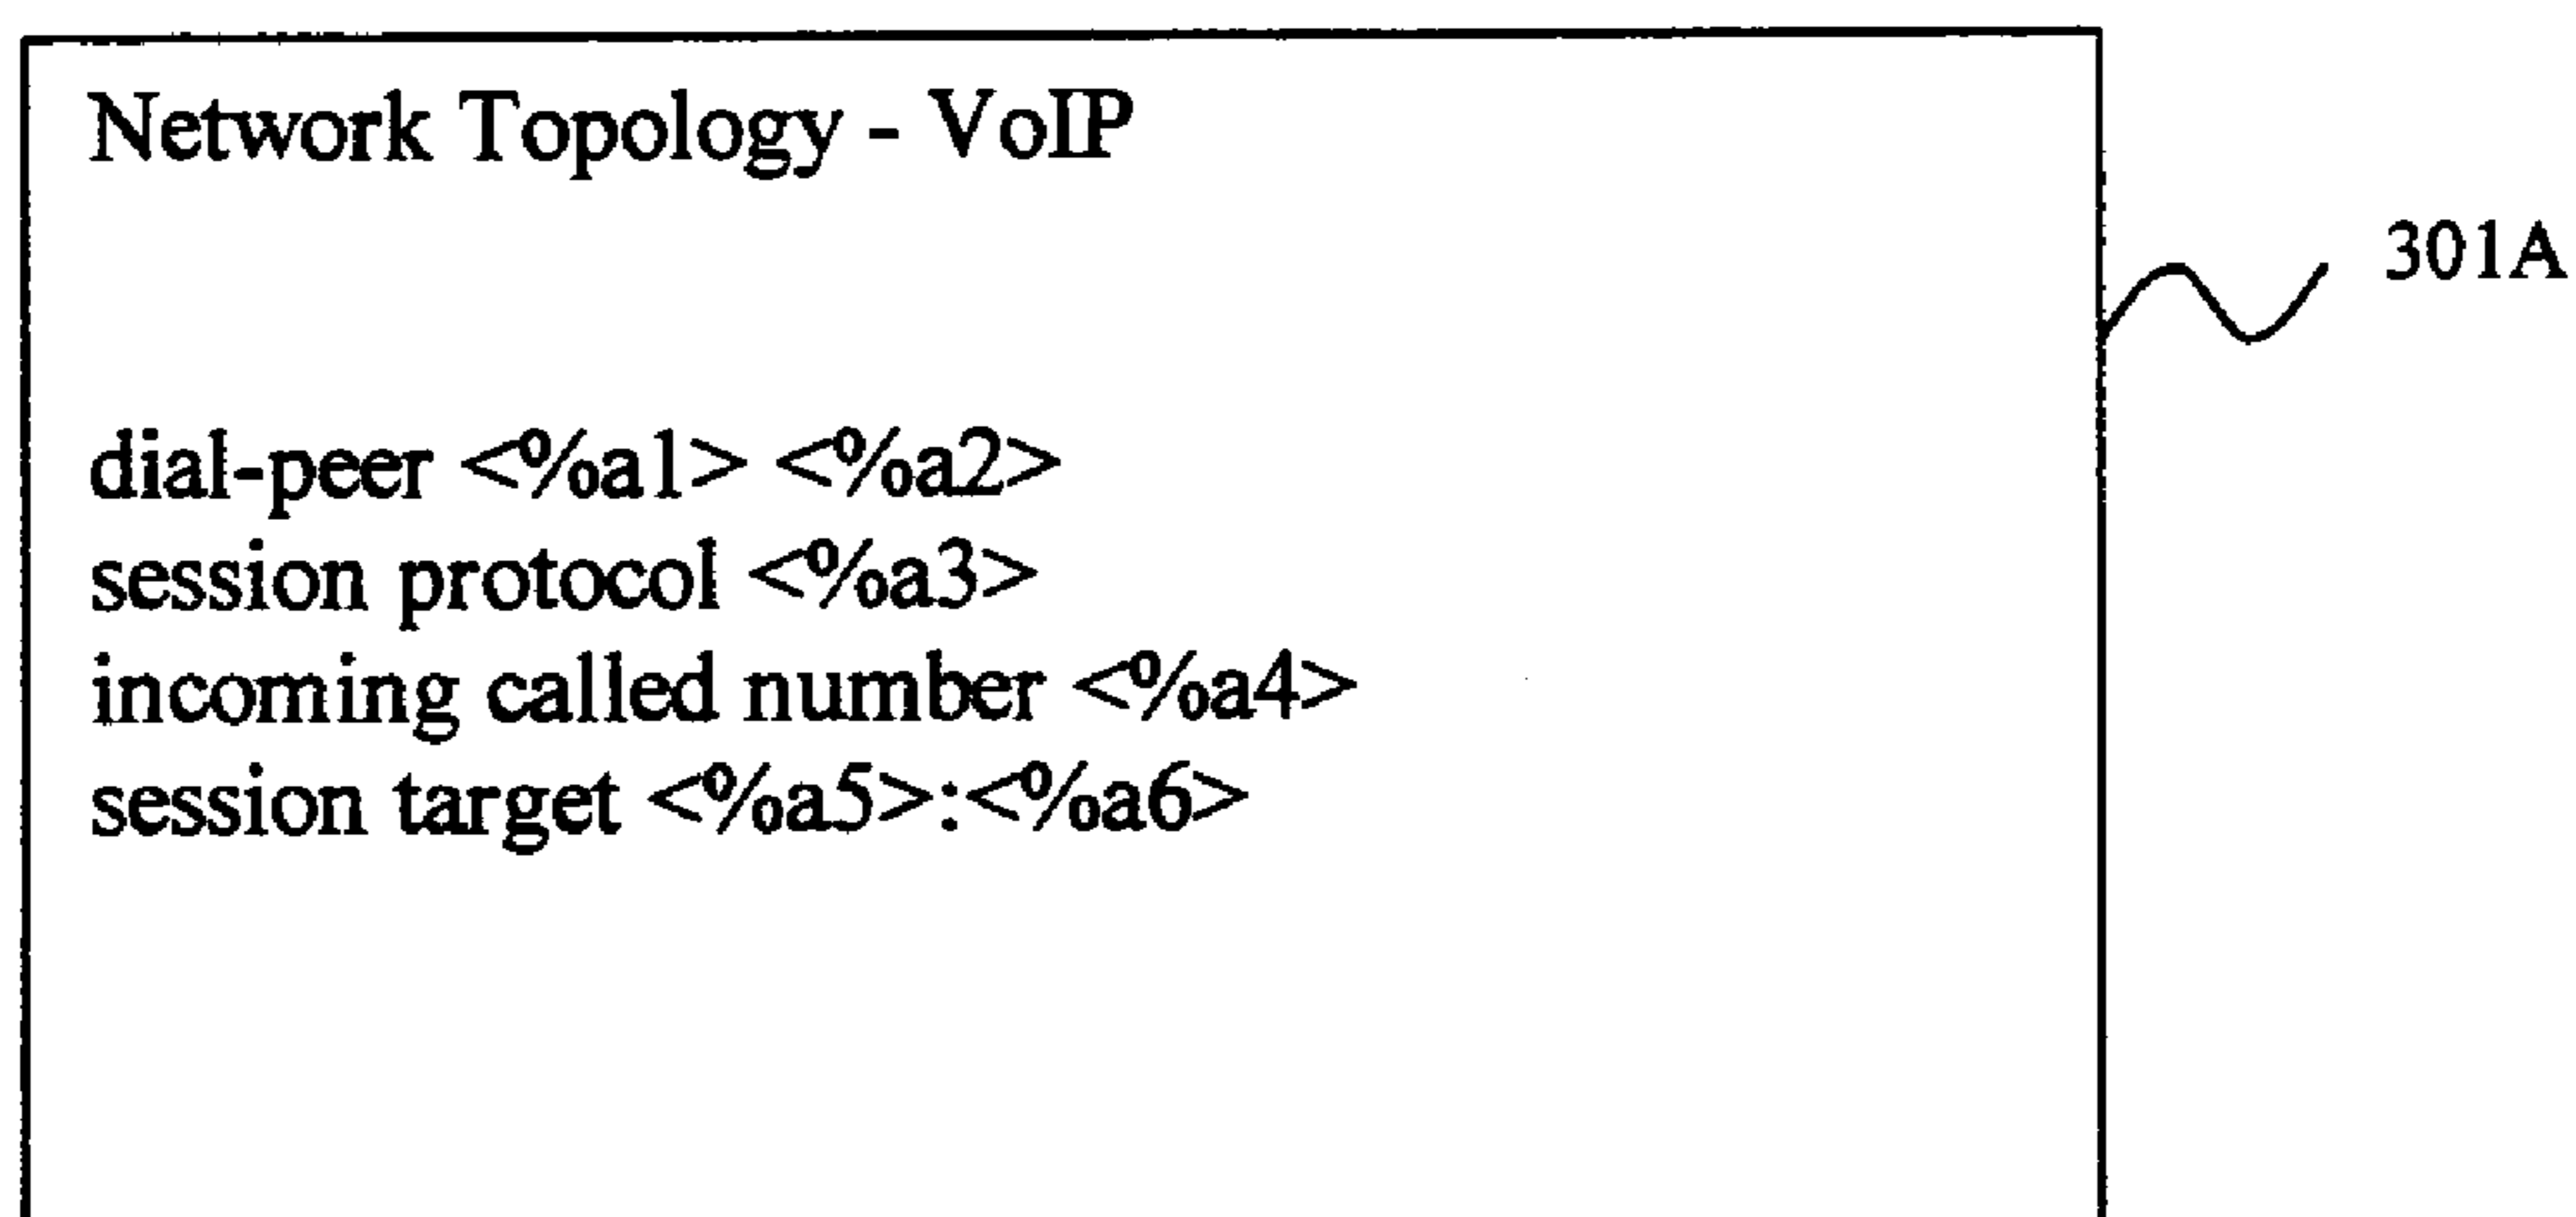 Network Topology - VoIP
301A
dial-peer <%a1> <%a2>
session protocol <%a3>
incoming called number <%a4>
session target <%a5>:<%a6>